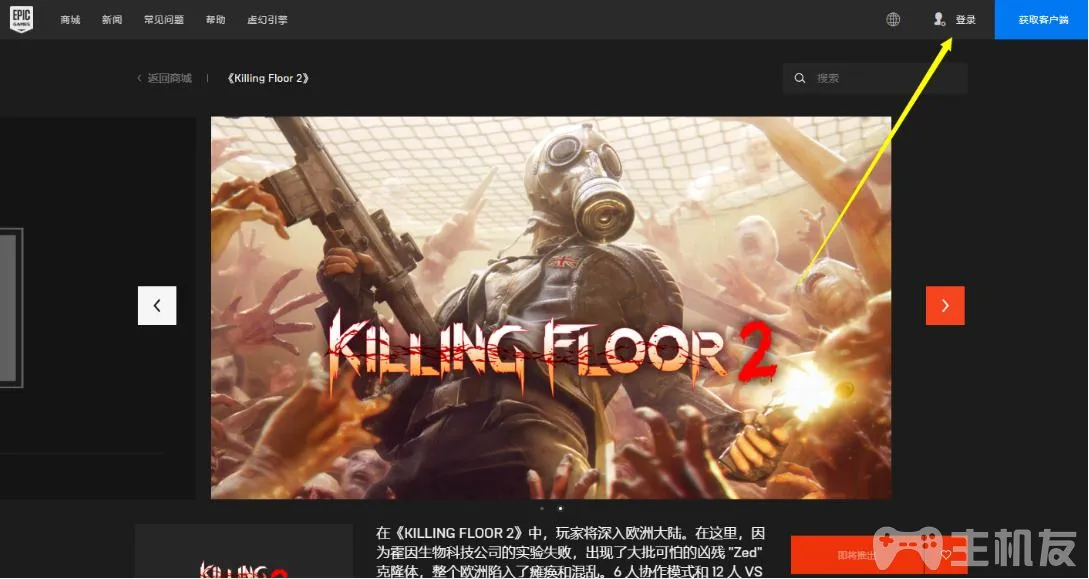 EPIC GAMES
商城 新闻 常见问题 帮助 虚幻引擎 登录 获取客户端
返回商城 《Killing Floor 2》 搜索
KILLING FLOOR 2
在《KILLING FLOOR 2》中，玩家将深入欧洲大陆。在这里，因
为霍因生物科技公司的实验失败，出现了大批可怕的凶残 "Zed"
克隆体，整个欧洲陷入了瘫痪和混乱。6 人协作模式和 12 人 VS
即将推出
KILLING FLOOR 2
主机友